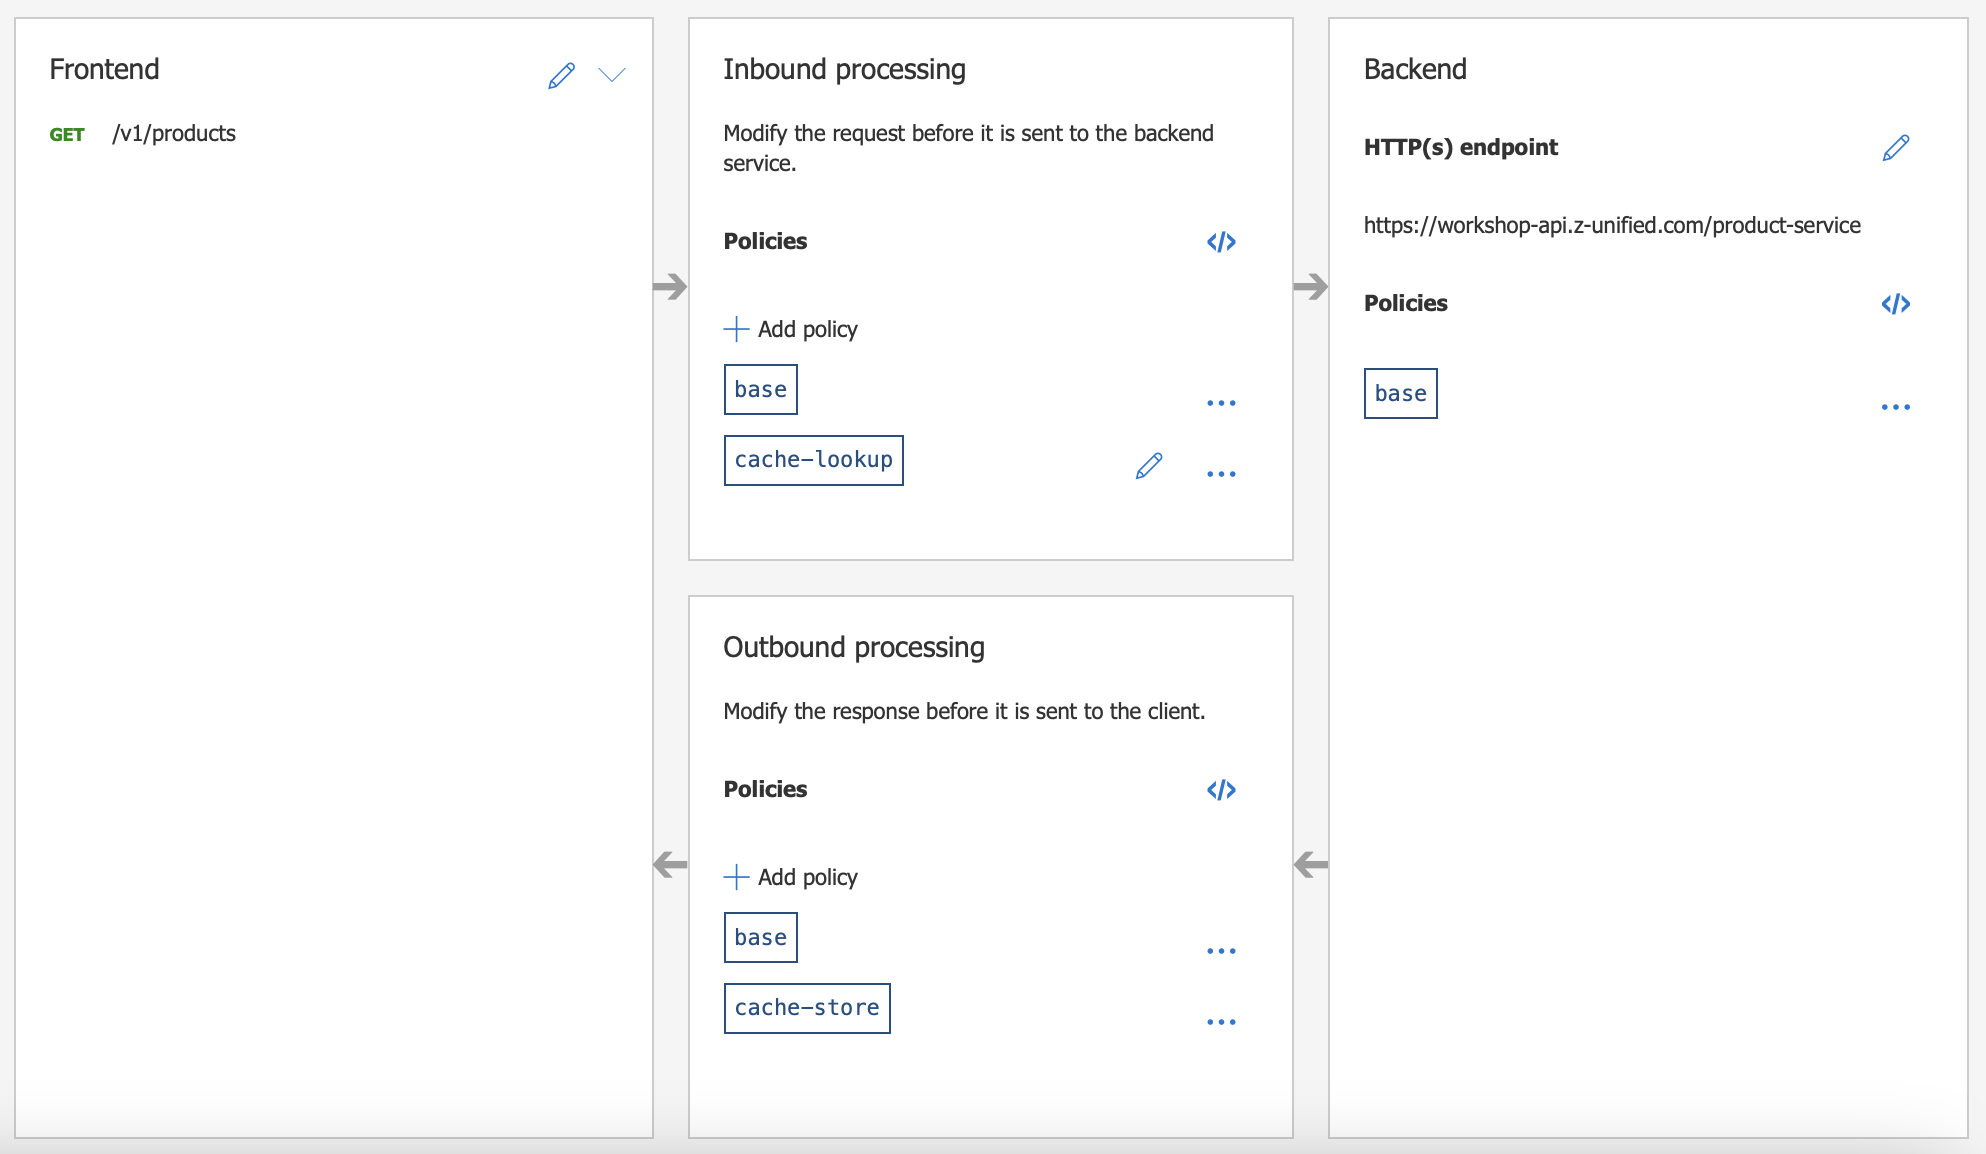 Frontend
GET /v1/products
Inbound processing
Modify the request before it is sent to the backend
service.
Policies
</>
Add policy
base
cache-lookup
Outbound processing
Modify the response before it is sent to the client.
Policies
</>
Add policy
base
cache-store
Backend
HTTP(s) endpoint
https://workshop-api.z-unified.com/product-service
Policies
</>
base